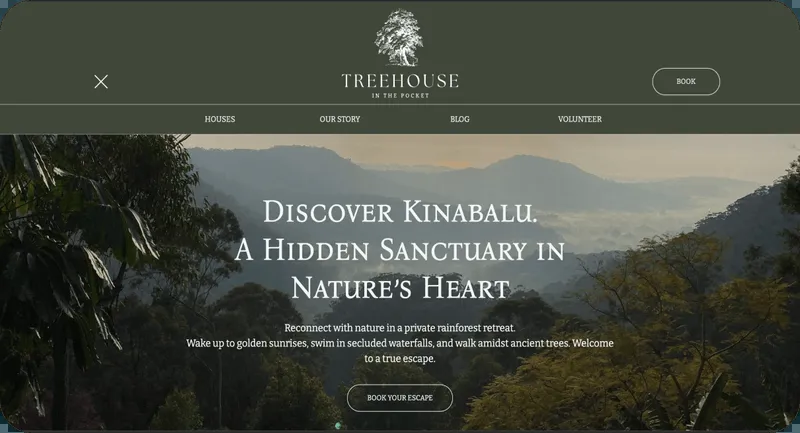 TREEHOUSE
IN THE POCKET
BOOK
HOUSES
OUR STORY
BLOG
VOLUNTEER
Discover Kinabalu.
A Hidden Sanctuary in
Nature's Heart
Reconnect with nature in a private rainforest retreat.
Wake up to golden sunrises, swim in secluded waterfalls, and walk amidst ancient trees. Welcome
to a true escape.
BOOK YOUR ESCAPE